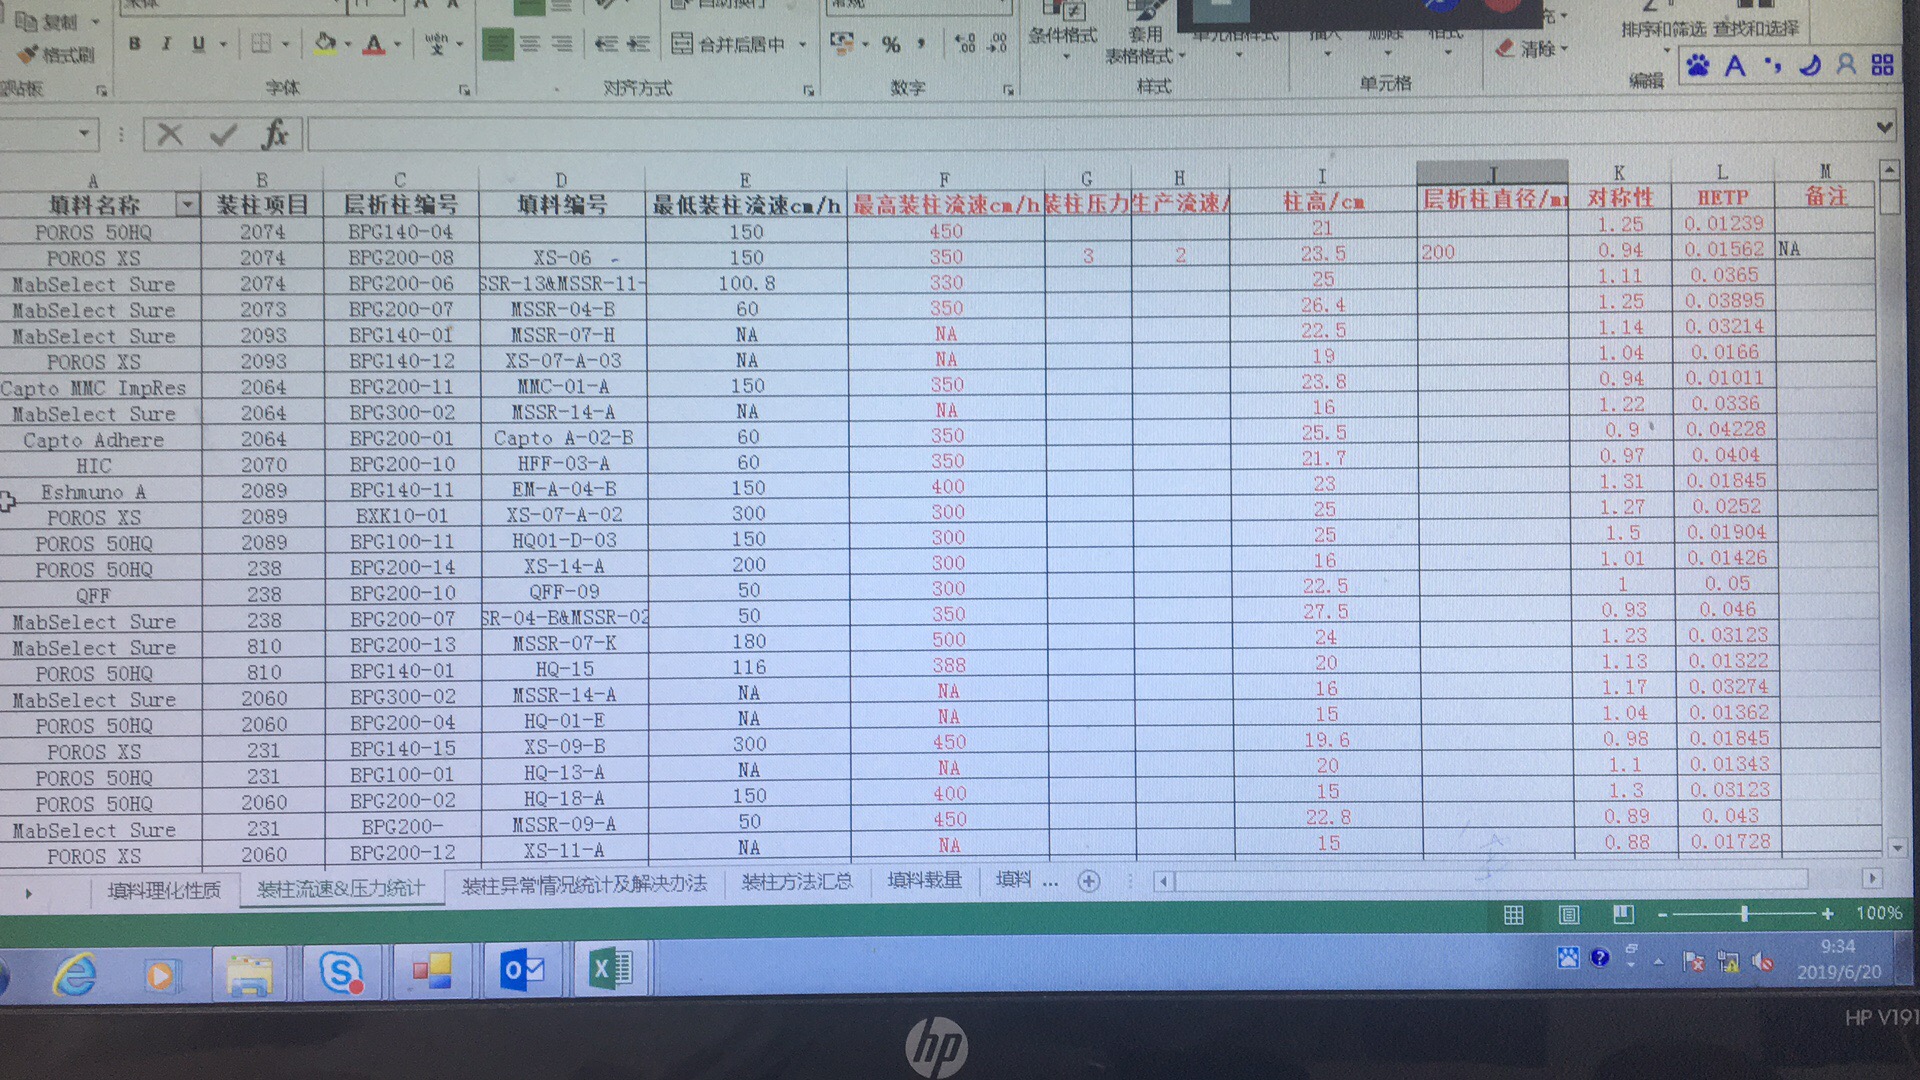 复制
格式刷
B I U
wén 文
合并后居中
% ,
条件格式
套用
表格格式
清除
排序和筛选 查找和选择
字体
对齐方式
数字
样式
单元格
编辑
A
fx
A B C D E F G H I J K L M
填料名称 装柱项目 层析柱编号 填料编号 最低装柱流速cm/h 最高装柱流速cm/h 装柱压力 生产流速/ 柱高/cm 层析柱直径/m 对称性 HETP 备注
POROS 50HQ 2074 BPG140-04 150 450 21 1.25 0.01239
POROS XS 2074 BPG200-08 XS-06 150 350 3 2 23.5 200 0.94 0.01562 NA
MabSelect Sure 2074 BPG200-06 SSR-13&MSSR-11- 100.8 330 25 1.11 0.0365
MabSelect Sure 2073 BPG200-07 MSSR-04-B 60 350 26.4 1.25 0.03895
MabSelect Sure 2093 BPG140-01 MSSR-07-H NA NA 22.5 1.14 0.03214
POROS XS 2093 BPG140-12 XS-07-A-03 NA NA 19 1.04 0.0166
Capto MMC ImpRes 2064 BPG200-11 MMC-01-A 150 350 23.8 0.94 0.01011
MabSelect Sure 2064 BPG300-02 MSSR-14-A NA NA 16 1.22 0.0336
Capto Adhere 2064 BPG200-01 Capto A-02-B 60 350 25.5 0.9 0.04228
HIC 2070 BPG200-10 HFF-03-A 60 350 21.7 0.97 0.0404
Eshmuno A 2089 BPG140-11 EM-A-04-B 150 400 23 1.31 0.01845
POROS XS 2089 BXK10-01 XS-07-A-02 300 300 25 1.27 0.0252
POROS 50HQ 2089 BPG100-11 HQ01-D-03 150 300 25 1.5 0.01904
POROS 50HQ 238 BPG200-14 XS-14-A 200 300 16 1.01 0.01426
QFF 238 BPG200-10 QFF-09 50 300 22.5 1 0.05
MabSelect Sure 238 BPG200-07 SR-04-B&MSSR-02 50 350 27.5 0.93 0.046
MabSelect Sure 810 BPG200-13 MSSR-07-K 180 500 24 1.23 0.03123
POROS 50HQ 810 BPG140-01 HQ-15 116 388 20 1.13 0.01322
MabSelect Sure 2060 BPG300-02 MSSR-14-A NA NA 16 1.17 0.03274
POROS 50HQ 2060 BPG200-04 HQ-01-E NA NA 15 1.04 0.01362
POROS XS 231 BPG140-15 XS-09-B 300 450 19.6 0.98 0.01845
POROS 50HQ 231 BPG100-01 HQ-13-A NA NA 20 1.1 0.01343
POROS 50HQ 2060 BPG200-02 HQ-18-A 150 400 15 1.3 0.03123
MabSelect Sure 231 BPG200- MSSR-09-A 50 450 22.8 0.89 0.043
POROS XS 2060 BPG200-12 XS-11-A NA NA 15 0.88 0.01728
填料理化性质 装柱流速&压力统计 装柱异常情况统计及解决办法 装柱方法汇总 填料载量 填料 ...
100%
9:34
2019/6/20
hp
HP V191